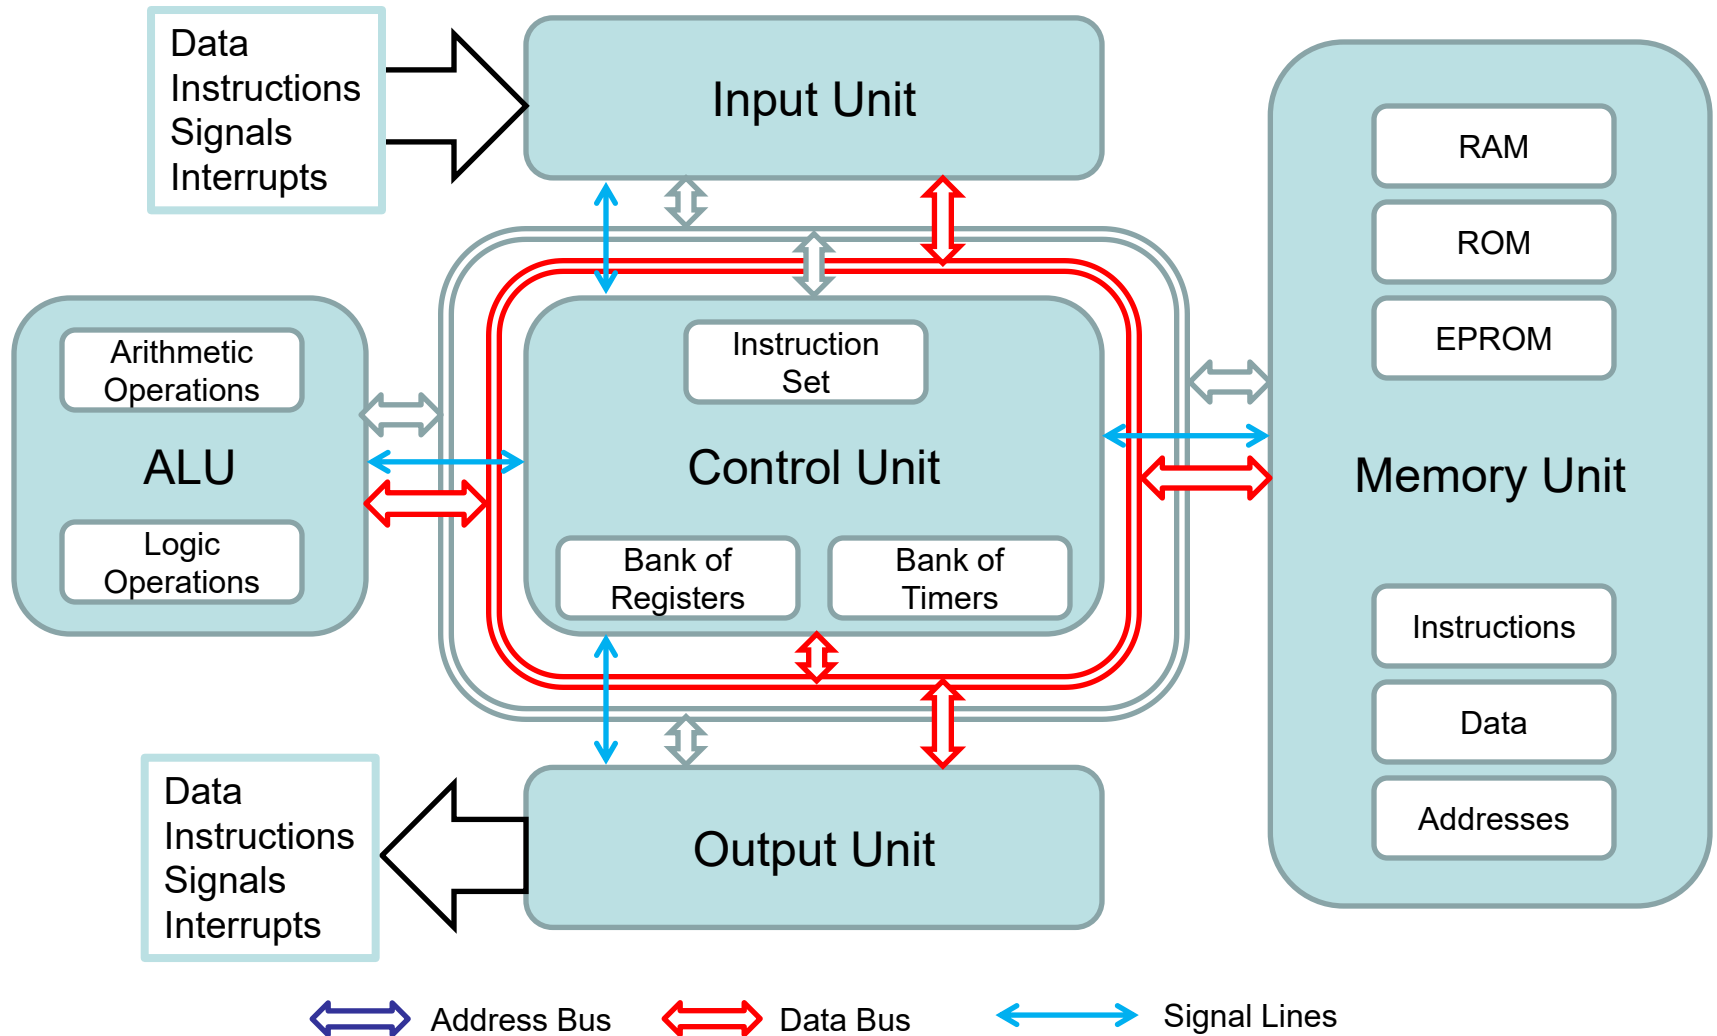 Data
Instructions
Signals
Interrupts
Input Unit
RAM
ROM
EPROM
Memory Unit
Instructions
Data
Addresses
Arithmetic
Operations
ALU
Logic
Operations
Instruction
Set
Control Unit
Bank of
Registers
Bank of
Timers
Data
Instructions
Signals
Interrupts
Output Unit
Address Bus
Data Bus
Signal Lines